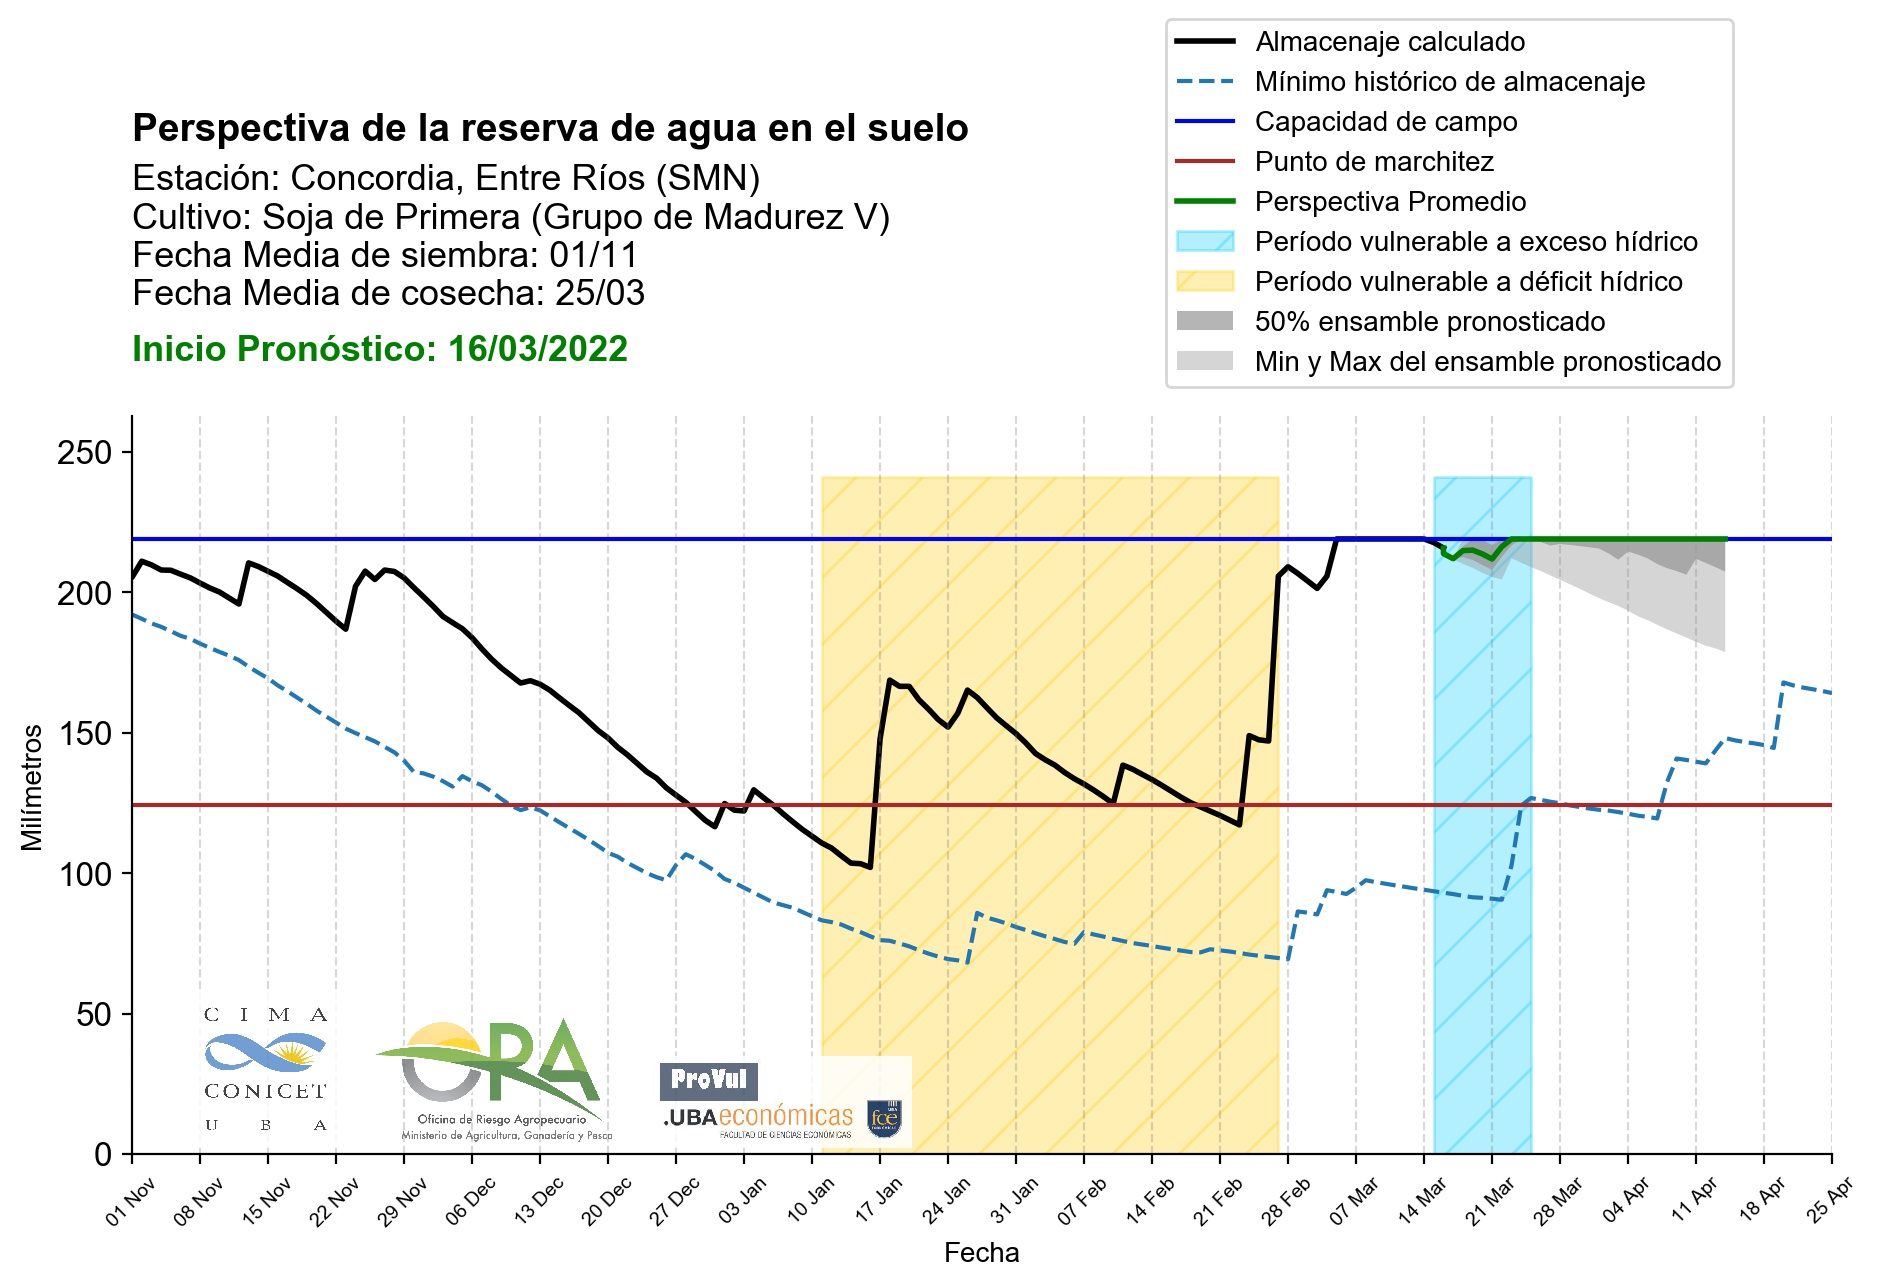 Almacenaje calculado
Mínimo histórico de almacenaje
Capacidad de campo
Punto de marchitez
Perspectiva Promedio
Período vulnerable a exceso hídrico
Período vulnerable a déficit hídrico
50% ensamble pronosticado
Min y Max del ensamble pronosticado
Perspectiva de la reserva de agua en el suelo
Estación: Concordia, Entre Ríos (SMN)
Cultivo: Soja de Primera (Grupo de Madurez V)
Fecha Media de siembra: 01/11
Fecha Media de cosecha: 25/03
Inicio Pronóstico: 16/03/2022
250
200
150
100
50
0
Milímetros
CIMA
CONICET
UBA
ORA
Oficina de Riesgo Agropecuario
Ministerio de Agricultura, Ganadería y Pesca
ProVul
.UBAeconómicas
FACULTAD DE CIENCIAS ECONÓMICAS
UBA
fce
01 Nov
08 Nov
15 Nov
22 Nov
29 Nov
06 Dec
13 Dec
20 Dec
27 Dec
03 Jan
10 Jan
17 Jan
24 Jan
31 Jan
07 Feb
14 Feb
21 Feb
28 Feb
07 Mar
14 Mar
21 Mar
28 Mar
04 Apr
11 Apr
18 Apr
25 Apr
Fecha